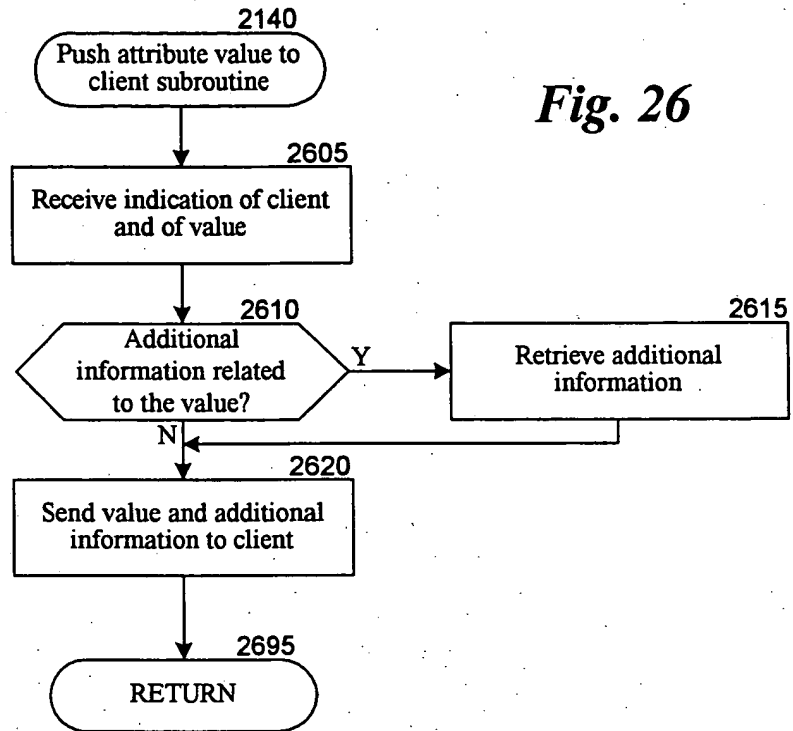 2140
Push attribute value to
client subroutine
Fig. 26
2605
Receive indication of client
and of value
2610
Additional
information related
to the value?
Y
N
2615
Retrieve additional
information
2620
Send value and additional
information to client
2695
RETURN